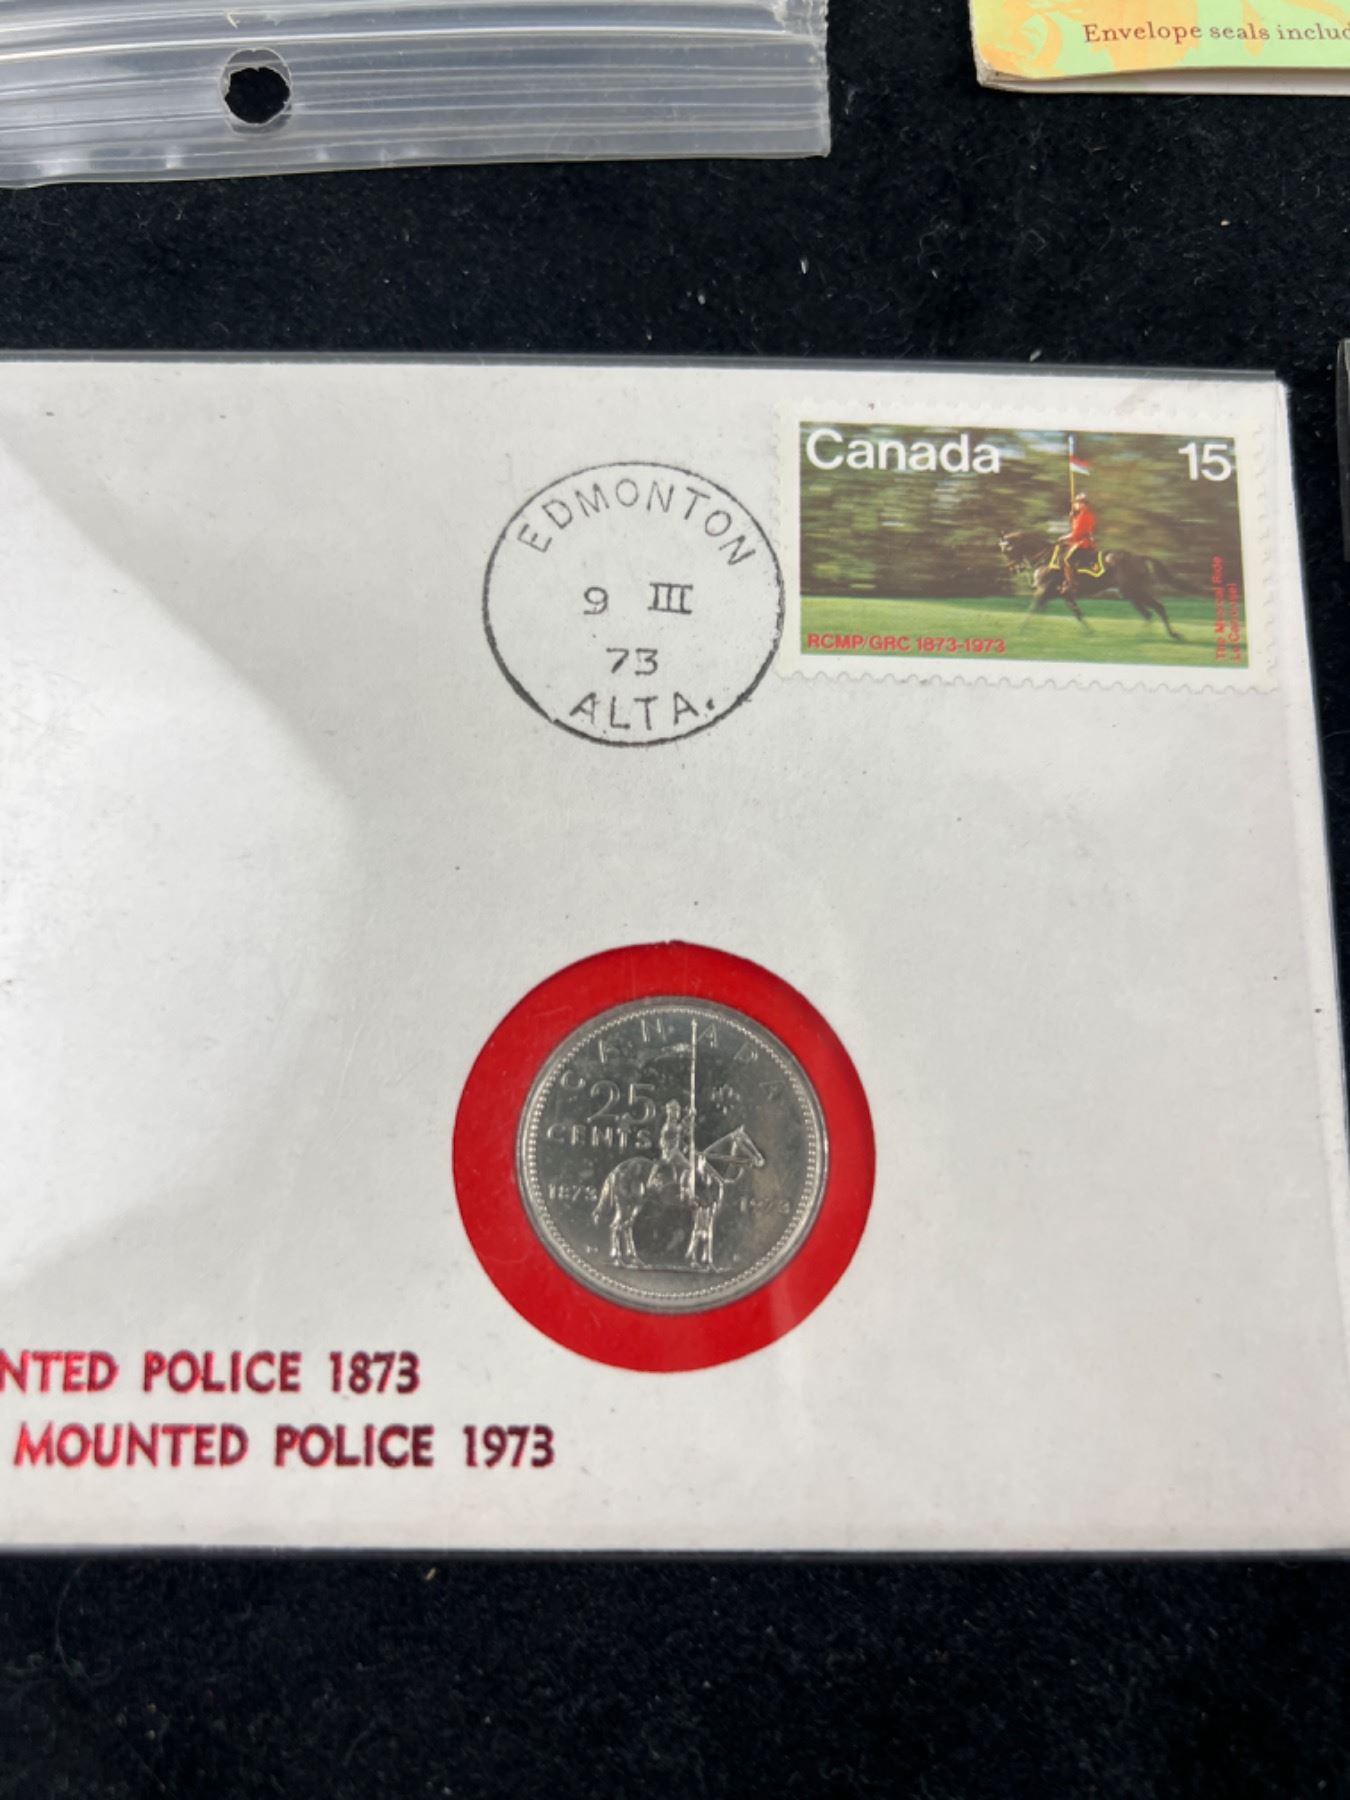 Envelope seals includ
Canada 15
RCMP/GRC 1873-1973
The Musical Ride
Le Carrousel
EDMONTON
9 III
73
ALTA.
CANADA
25
CENTS
1873 1973
NTED POLICE 1873
MOUNTED POLICE 1973